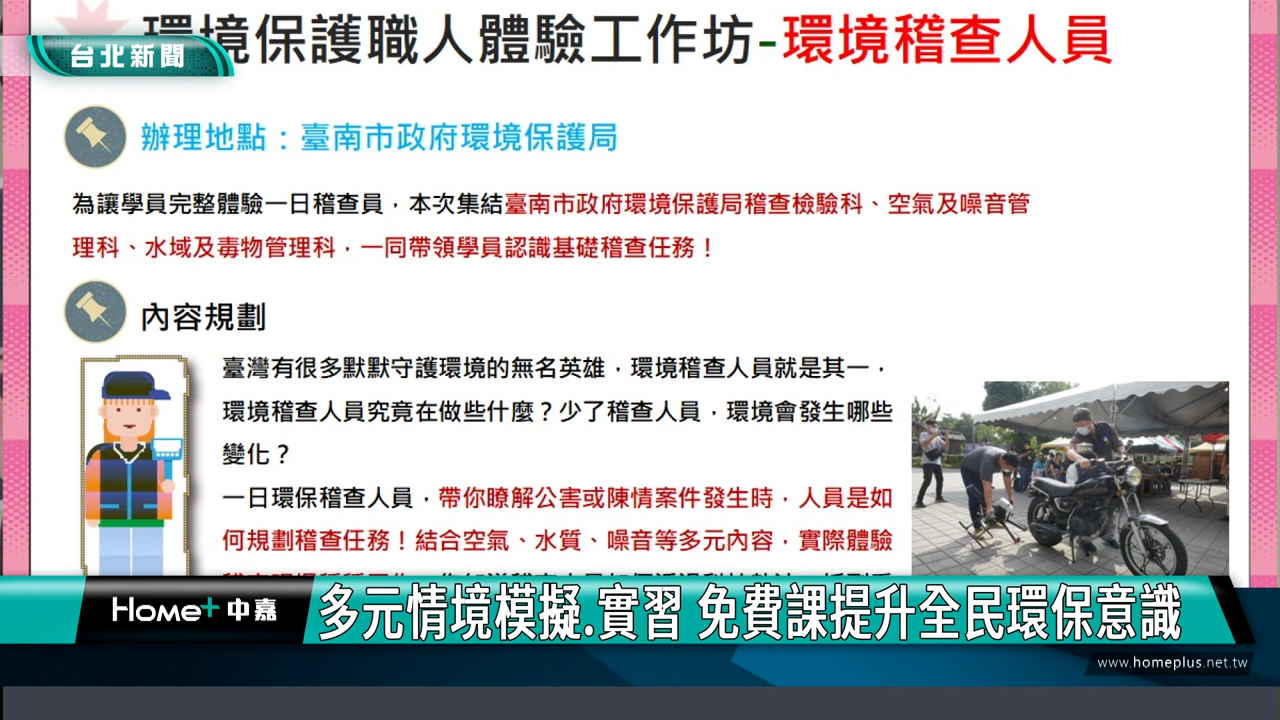 環境保護職人體驗工作坊-環境稽查人員
台北新聞
辦理地點：臺南市政府環境保護局
為讓學員完整體驗一日稽查員，本次集結臺南市政府環境保護局稽查檢驗科、空氣及噪音管
理科、水域及毒物管理科，一同帶領學員認識基礎稽查任務！
內容規劃
臺灣有很多默默守護環境的無名英雄，環境稽查人員就是其一，
環境稽查人員究竟在做些什麼？少了稽查人員，環境會發生哪些
變化？
一日環保稽查人員，帶你瞭解公害或陳情案件發生時，人員是如
何規劃稽查任務！結合空氣、水質、噪音等多元內容，實際體驗
Home+ 中嘉
多元情境模擬.實習 免費課提升全民環保意識
www.homeplus.net.tw